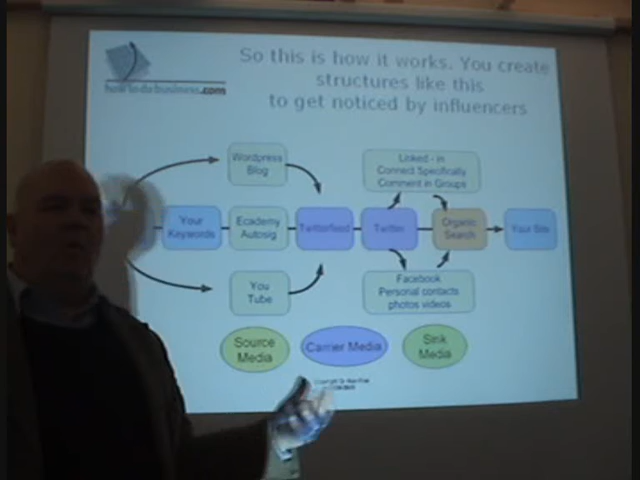 howtodobusiness.com
So this is how it works. You create
structures like this
to get noticed by influencers
Wordpress
Blog
Linked - in
Connect Specifically
Comment in Groups
Your
Keywords
Ecademy
Autosig
Twitterfeed
Twitter
Organic
Search
Your Site
You
Tube
Facebook
Personal contacts
photos videos
Source
Media
Carrier Media
Sink
Media